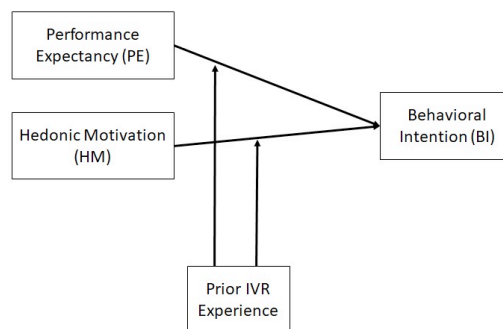 Performance
Expectancy (PE)
Hedonic Motivation
(HM)
Behavioral
Intention (BI)
Prior IVR
Experience